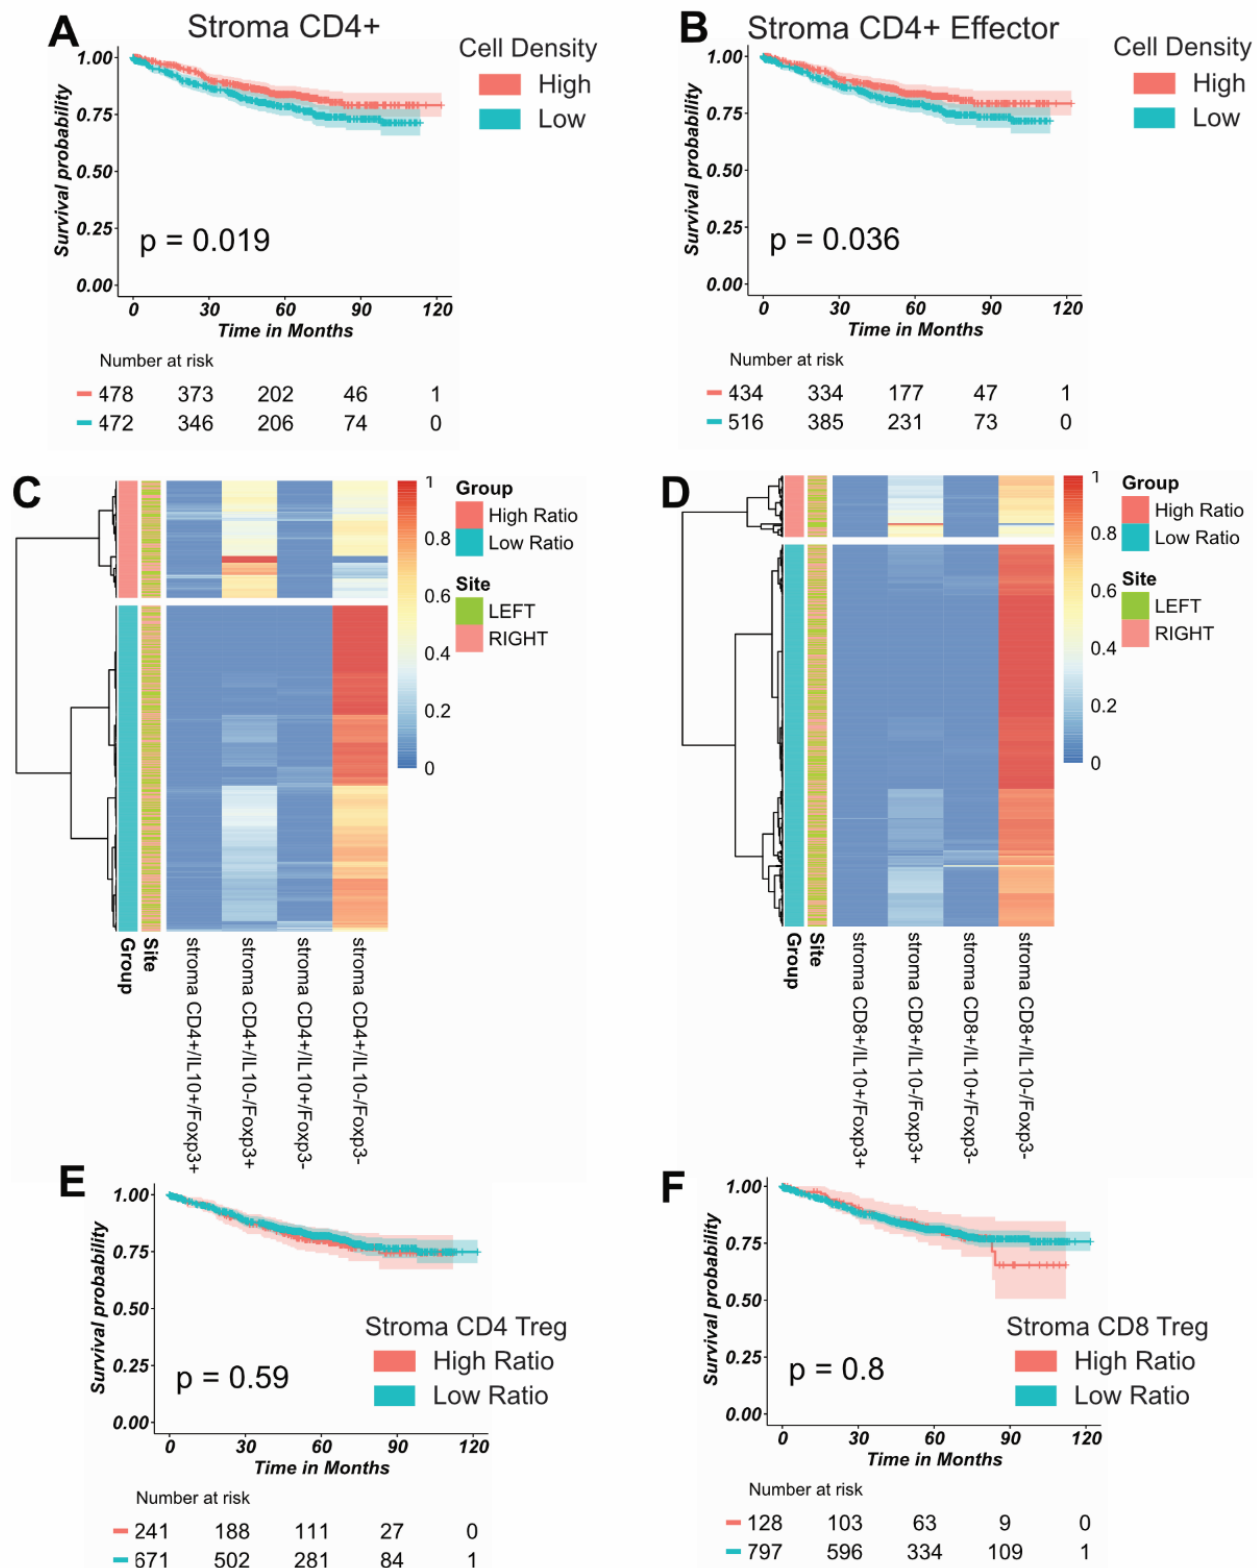 A
Stroma CD4+
Cell Density
High
Low
1.00
0.75
0.50
0.25
0.00
Survival probability
p = 0.019
0 30 60 90 120
Time in Months
Number at risk
478 373 202 46 1
472 346 206 74 0
B
Stroma CD4+ Effector
Cell Density
High
Low
1.00
0.75
0.50
0.25
0.00
Survival probability
p = 0.036
0 30 60 90 120
Time in Months
Number at risk
434 334 177 47 1
516 385 231 73 0
C
1
0.8
0.6
0.4
0.2
0
Group
High Ratio
Low Ratio
Site
LEFT
RIGHT
Group
Site
stroma CD4+/IL10+/Foxp3+
stroma CD4+/IL10-/Foxp3+
stroma CD4+/IL10+/Foxp3-
stroma CD4+/IL10-/Foxp3-
D
1
0.8
0.6
0.4
0.2
0
Group
High Ratio
Low Ratio
Site
LEFT
RIGHT
Group
Site
stroma CD8+/IL10+/Foxp3+
stroma CD8+/IL10-/Foxp3+
stroma CD8+/IL10+/Foxp3-
stroma CD8+/IL10-/Foxp3-
E
1.00
0.75
0.50
0.25
0.00
Survival probability
Stroma CD4 Treg
High Ratio
Low Ratio
p = 0.59
0 30 60 90 120
Time in Months
Number at risk
241 188 111 27 0
671 502 281 84 1
F
1.00
0.75
0.50
0.25
0.00
Survival probability
Stroma CD8 Treg
High Ratio
Low Ratio
p = 0.8
0 30 60 90 120
Time in Months
Number at risk
128 103 63 9 0
797 596 334 109 1